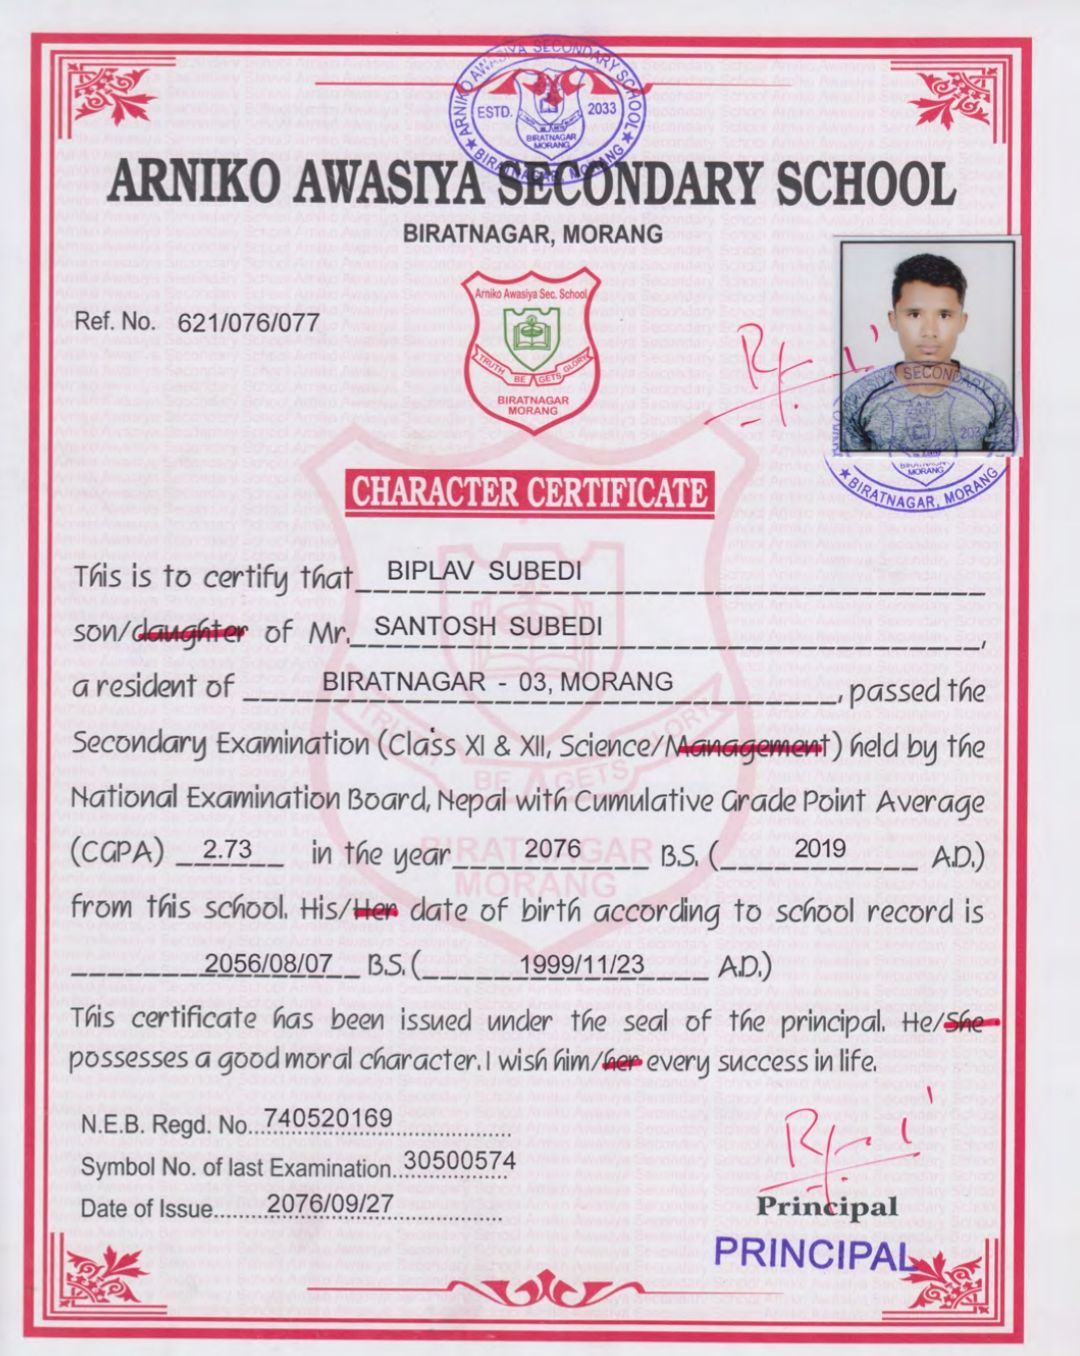 ARNIKO AWASIYA SECONDARY SCHOOL
ESTD. 2033
BIRATNAGAR
MORANG
BIRATNAGAR, MORANG
ARNIKO AWASIYA SECONDARY SCHOOL
BIRATNAGAR, MORANG
Ref. No. 621/076/077
Arniko Awasiya Sec. School
TRUTH BE GETS GLORY
BIRATNAGAR
MORANG
SECONDARY
BIRATNAGAR, MORANG
CHARACTER CERTIFICATE
This is to certify that BIPLAV SUBEDI
son/daughter of Mr. SANTOSH SUBEDI,
a resident of BIRATNAGAR - 03, MORANG, passed the
Secondary Examination (Class XI & XII, Science/Management) held by the
National Examination Board, Nepal with Cumulative Grade Point Average
(CGPA) 2.73 in the year 2076 B.S. (2019 A.D.)
from this school. His/Her date of birth according to school record is
2056/08/07 B.S. (1999/11/23 A.D.)
This certificate has been issued under the seal of the principal. He/She
possesses a good moral character. I wish him/her every success in life.
N.E.B. Regd. No. 740520169
Symbol No. of last Examination. 30500574
Date of Issue 2076/09/27
Principal
PRINCIPAL